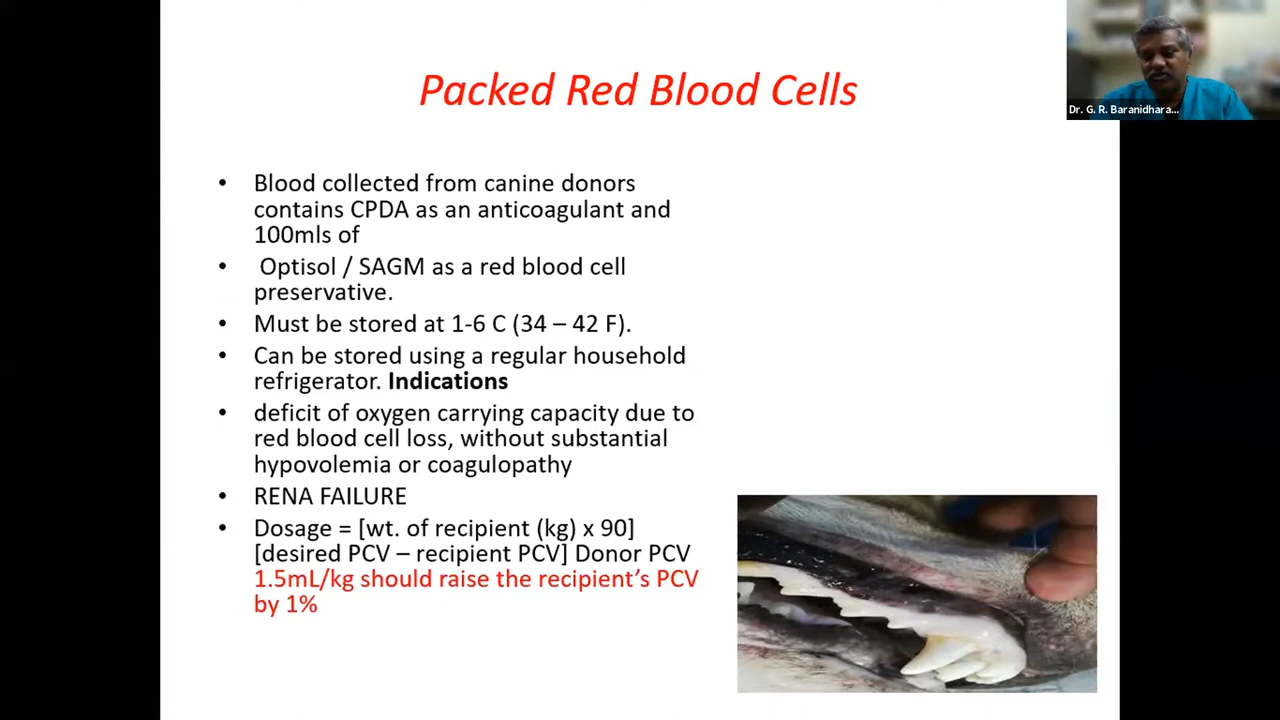 Packed Red Blood Cells
Dr. G. R. Baranidhara...
• Blood collected from canine donors
contains CPDA as an anticoagulant and
100mls of
• Optisol / SAGM as a red blood cell
preservative.
• Must be stored at 1-6 C (34 – 42 F).
• Can be stored using a regular household
refrigerator. Indications
• deficit of oxygen carrying capacity due to
red blood cell loss, without substantial
hypovolemia or coagulopathy
• RENA FAILURE
• Dosage = [wt. of recipient (kg) x 90]
[desired PCV – recipient PCV] Donor PCV
1.5mL/kg should raise the recipient’s PCV
by 1%